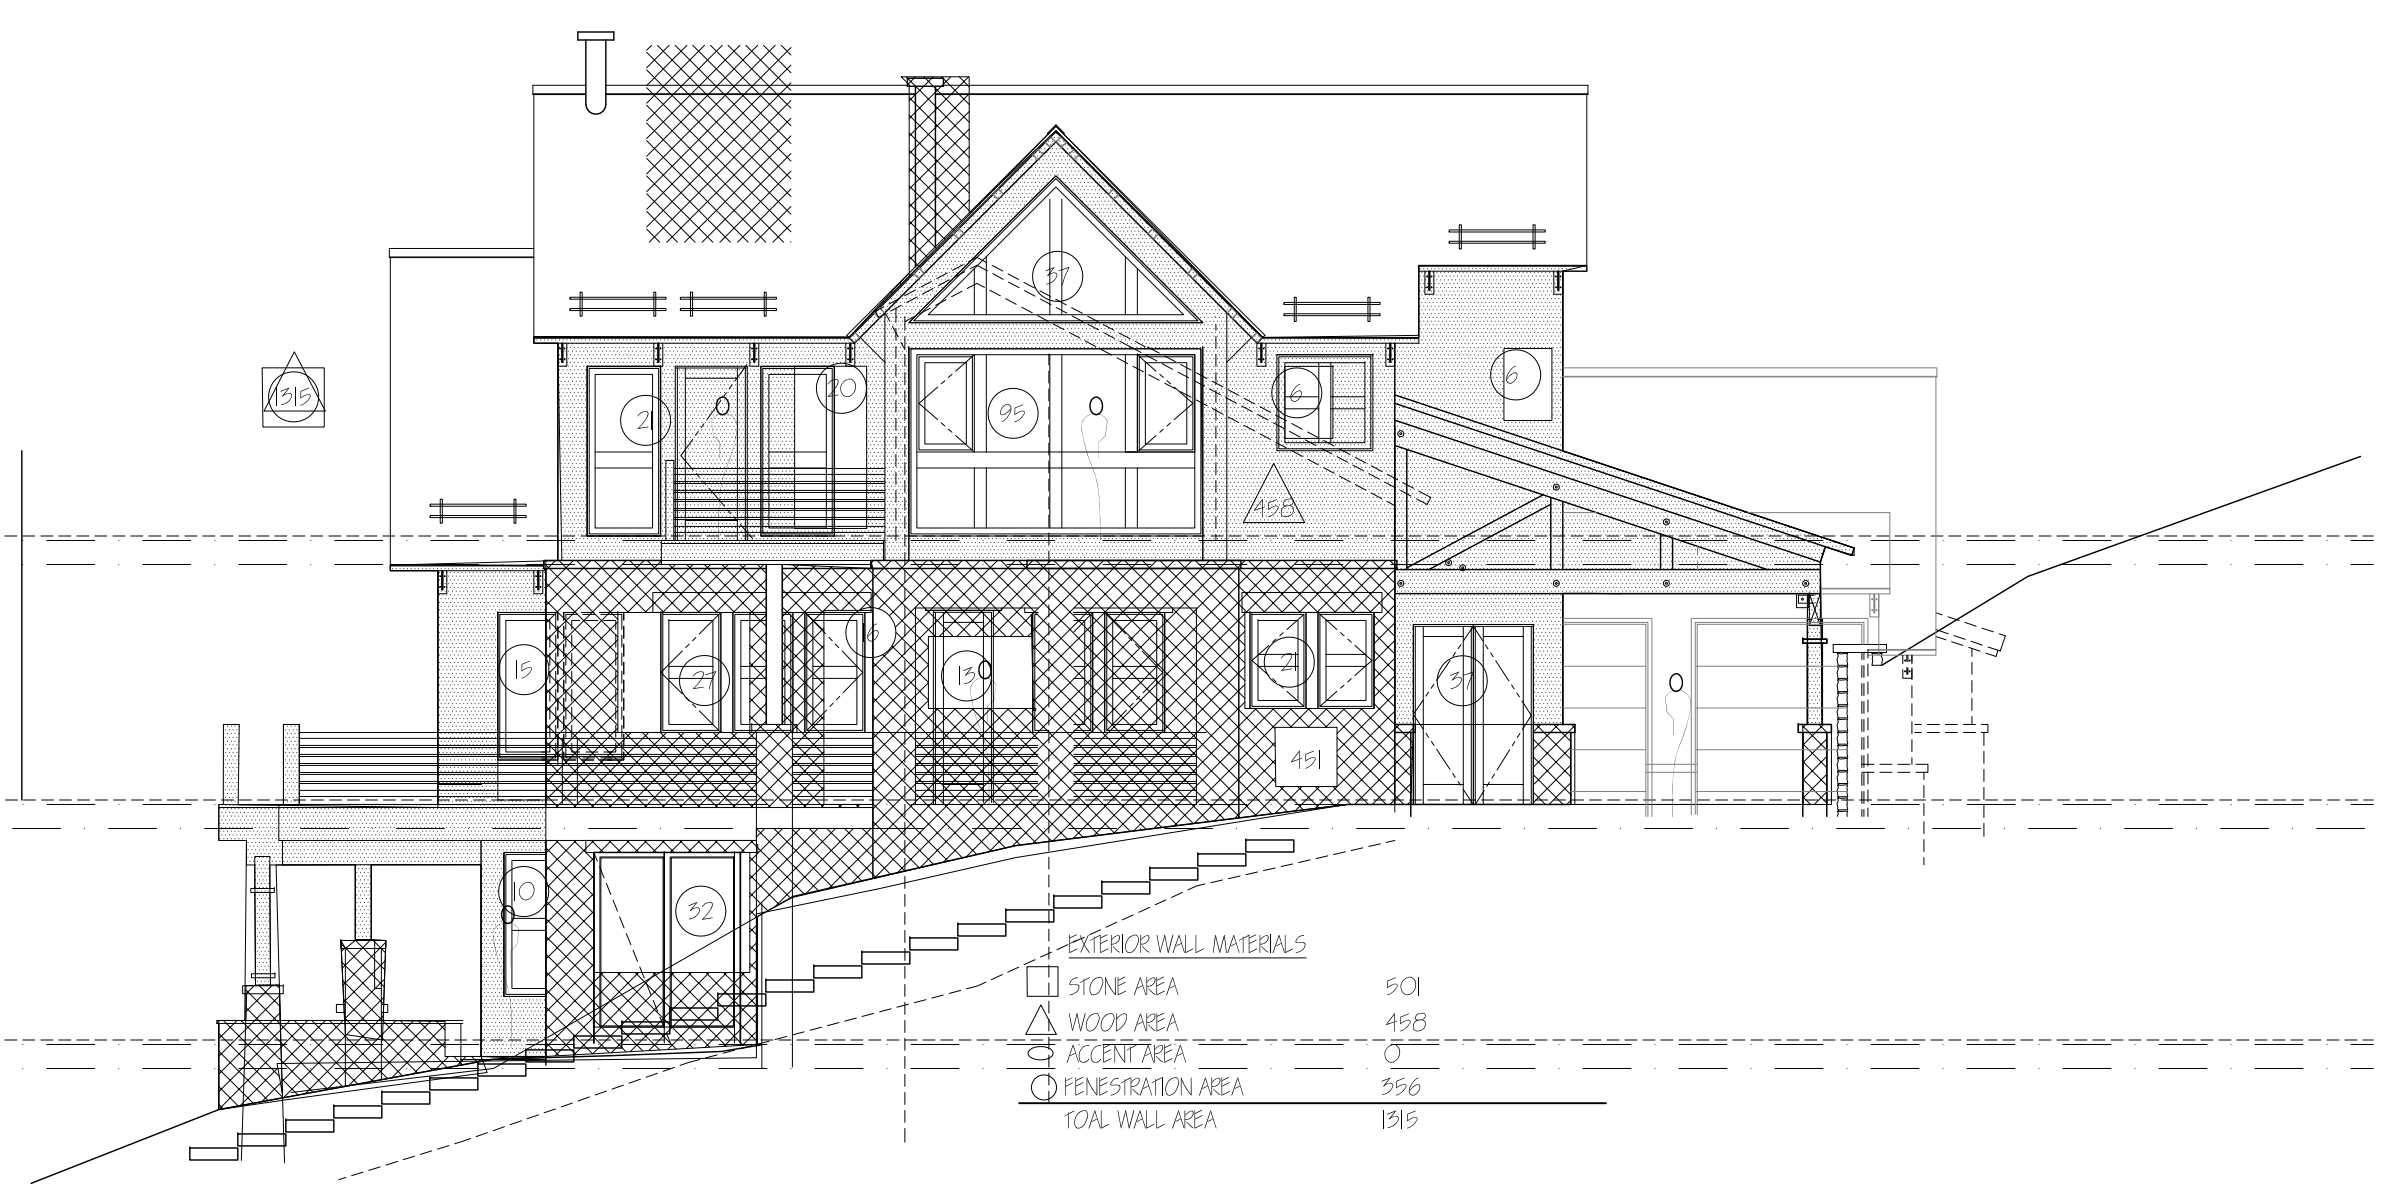 37
6
20
6
1315
21
95
458
16
15
27
13
21
37
451
10
32
EXTERIOR WALL MATERIALS
STONE AREA 501
WOOD AREA 458
ACCENT AREA 0
FENESTRATION AREA 356
TOAL WALL AREA 1315